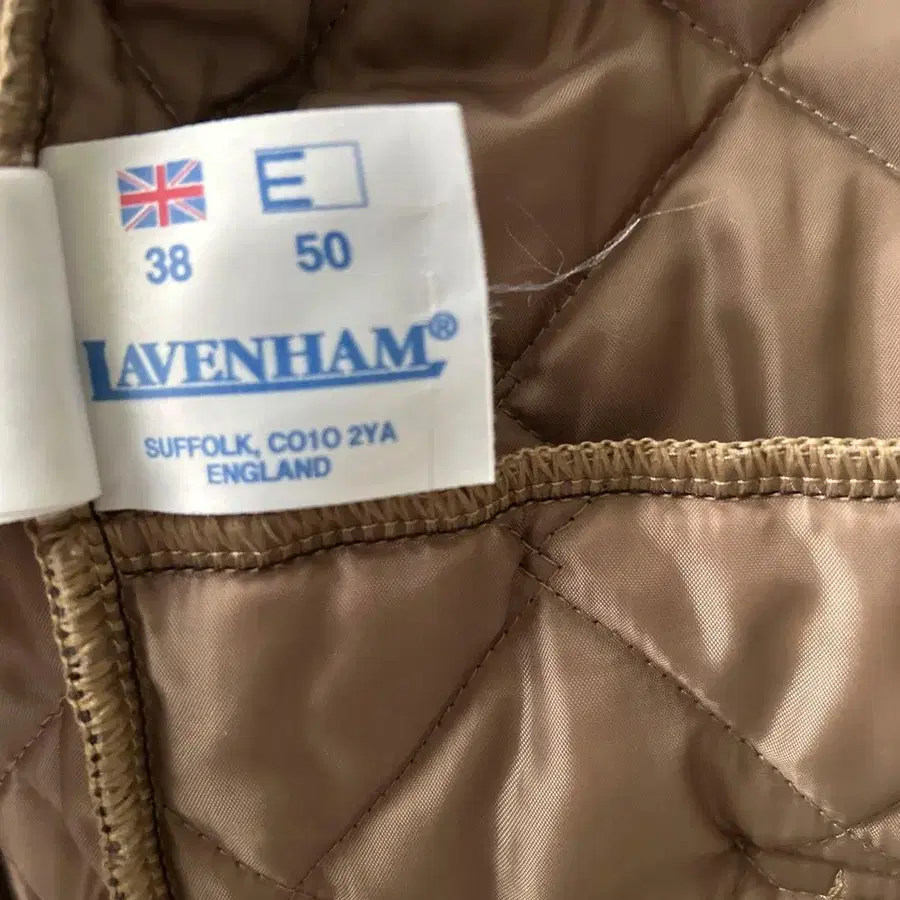 E
38 50
LAVENHAM®
SUFFOLK, CO10 2YA
ENGLAND